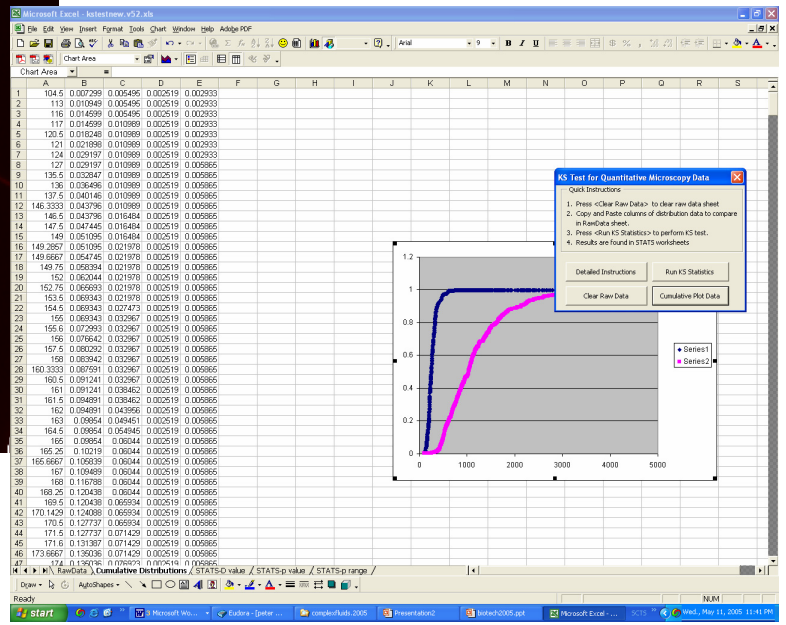 Microsoft Excel - kstestnew.v52.xls
File Edit View Insert Format Tools Chart Window Help Adobe PDF
Arial 9 B I U
Chart Area
Chart Area =
A B C D E F G H I J K L M N O P Q R S
1 104.5 0.007299 0.005495 0.002519 0.002933
2 113 0.010949 0.005495 0.002519 0.002933
3 116 0.014599 0.005495 0.002519 0.002933
4 117 0.014599 0.010989 0.002519 0.002933
5 120.5 0.018248 0.010989 0.002519 0.002933
6 121 0.021898 0.010989 0.002519 0.002933
7 124 0.029197 0.010989 0.002519 0.002933
8 127 0.029197 0.010989 0.002519 0.005865
9 135.5 0.032847 0.010989 0.002519 0.005865
10 136 0.036496 0.010989 0.002519 0.005865
11 137.5 0.040146 0.010989 0.002519 0.005865
12 146.3333 0.043796 0.010989 0.002519 0.005865
13 146.5 0.043796 0.016484 0.002519 0.005865
14 147.5 0.047445 0.016484 0.002519 0.005865
15 149 0.051095 0.016484 0.002519 0.005865
16 149.2857 0.051095 0.021978 0.002519 0.005865
17 149.6667 0.054745 0.021978 0.002519 0.005865
18 149.75 0.058394 0.021978 0.002519 0.005865
19 152 0.062044 0.021978 0.002519 0.005865
20 152.75 0.065693 0.021978 0.002519 0.005865
21 153.5 0.069343 0.021978 0.002519 0.005865
22 154.5 0.069343 0.027473 0.002519 0.005865
23 155 0.069343 0.032967 0.002519 0.005865
24 155.6 0.072993 0.032967 0.002519 0.005865
25 156 0.076642 0.032967 0.002519 0.005865
26 157.5 0.080292 0.032967 0.002519 0.005865
27 158 0.083942 0.032967 0.002519 0.005865
28 160.3333 0.087591 0.032967 0.002519 0.005865
29 160.5 0.091241 0.032967 0.002519 0.005865
30 161 0.091241 0.038462 0.002519 0.005865
31 161.5 0.094891 0.038462 0.002519 0.005865
32 162 0.094891 0.043956 0.002519 0.005865
33 163 0.09854 0.049451 0.002519 0.005865
34 164.5 0.09854 0.054945 0.002519 0.005865
35 165 0.09854 0.06044 0.002519 0.005865
36 165.25 0.10219 0.06044 0.002519 0.005865
37 165.6667 0.105839 0.06044 0.002519 0.005865
38 167 0.109489 0.06044 0.002519 0.005865
39 168 0.116788 0.06044 0.002519 0.005865
40 168.25 0.120438 0.06044 0.002519 0.005865
41 169.5 0.120438 0.065934 0.002519 0.005865
42 170.1429 0.124088 0.065934 0.002519 0.005865
43 170.5 0.127737 0.065934 0.002519 0.005865
44 171.5 0.127737 0.071429 0.002519 0.005865
45 171.6 0.131387 0.071429 0.002519 0.005865
46 173.6667 0.135036 0.071429 0.002519 0.005865
47 174 0.135036 0.076923 0.002519 0.005865
KS Test for Quantitative Microscopy Data
Quick Instructions
1. Press <Clear Raw Data> to clear raw data sheet
2. Copy and Paste columns of distribution data to compare
in RawData sheet.
3. Press <Run KS Statistics> to perform KS test.
4. Results are found in STATS worksheets
Detailed Instructions Run KS Statistics
Clear Raw Data Cumulative Plot Data
1.2
1
0.8
0.6
0.4
0.2
0
0 1000 2000 3000 4000 5000
Series1
Series2
RawData Cumulative Distributions STATS-D value STATS-p value STATS-p range
Draw AutoShapes
Ready NUM
start 3 Microsoft Wo... Eudora - [peter ... complexfluids.2005 Presentation2 biotech2005.ppt Microsoft Excel - ... SCTS Wed., May 11, 2005 11:41 PM